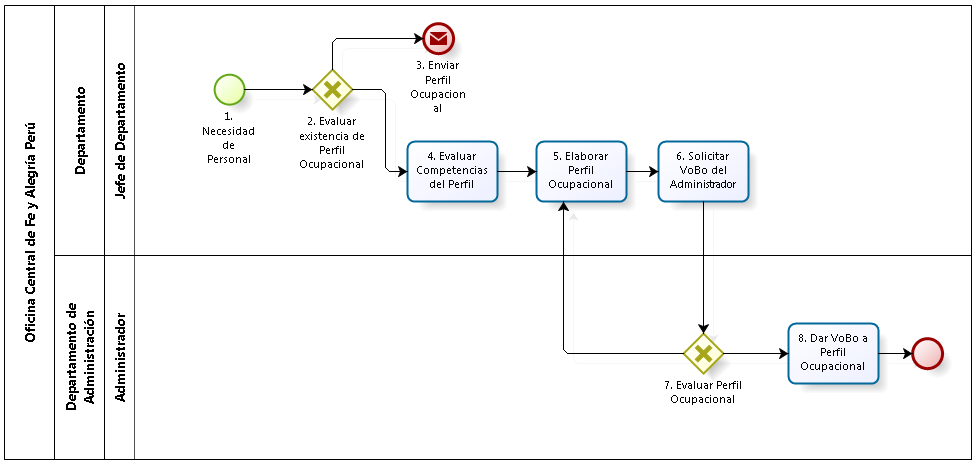 Oficina Central de Fe y Alegría Perú
Departamento
Jefe de Departamento
1.
Necesidad
de
Personal
2. Evaluar
existencia de
Perfil
Ocupacional
3. Enviar
Perfil
Ocupacion
al
4. Evaluar
Competencias
del Perfil
5. Elaborar
Perfil
Ocupacional
6. Solicitar
VoBo del
Administrador
Departamento de
Administración
Administrador
7. Evaluar Perfil
Ocupacional
8. Dar VoBo a
Perfil
Ocupacional